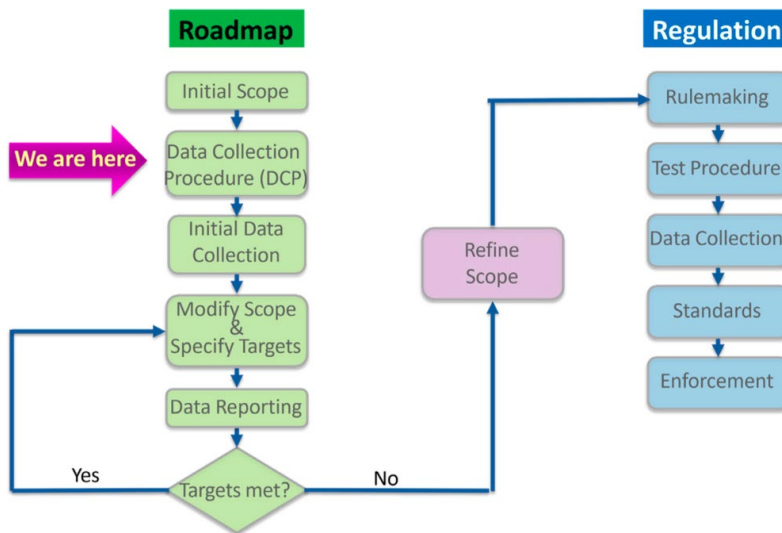 Roadmap
Initial Scope
We are here
Data Collection
Procedure (DCP)
Initial Data
Collection
Modify Scope
&
Specify Targets
Data Reporting
Targets met?
Yes
No
Refine
Scope
Regulation
Rulemaking
Test Procedure
Data Collection
Standards
Enforcement